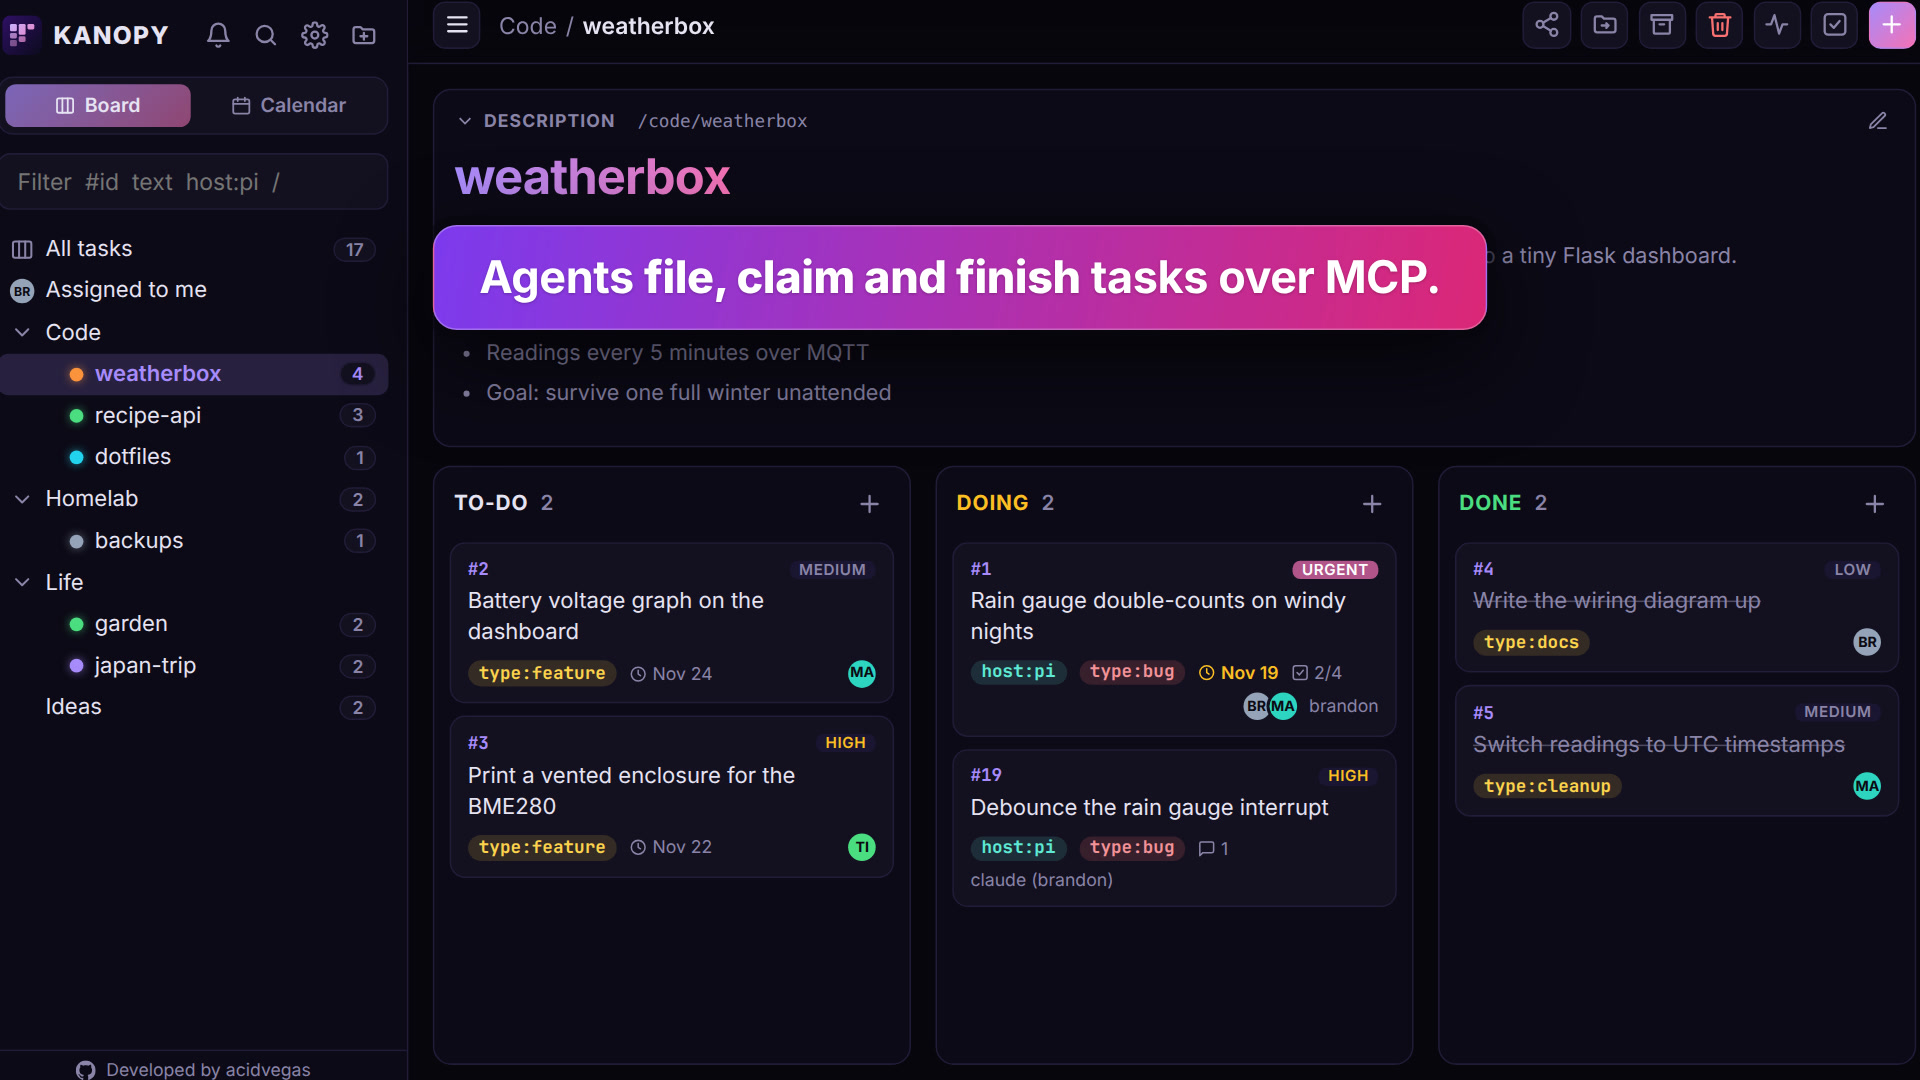 KANOPY
Board
Calendar
Filter #id text host:pi /
All tasks 17
BR Assigned to me
Code
weatherbox 4
recipe-api 3
dotfiles 1
Homelab 2
backups 1
Life
garden 2
japan-trip 2
Ideas 2
Developed by acidvegas
Code / weatherbox
DESCRIPTION /code/weatherbox
weatherbox
a tiny Flask dashboard.
Agents file, claim and finish tasks over MCP.
• Readings every 5 minutes over MQTT
• Goal: survive one full winter unattended
TO-DO 2
#2 MEDIUM
Battery voltage graph on the
dashboard
type:feature Nov 24 MA
#3 HIGH
Print a vented enclosure for the
BME280
type:feature Nov 22 TI
DOING 2
#1 URGENT
Rain gauge double-counts on windy
nights
host:pi type:bug Nov 19 2/4
BR MA brandon
#19 HIGH
Debounce the rain gauge interrupt
host:pi type:bug 1
claude (brandon)
DONE 2
#4 LOW
Write the wiring diagram up
type:docs BR
#5 MEDIUM
Switch readings to UTC timestamps
type:cleanup MA